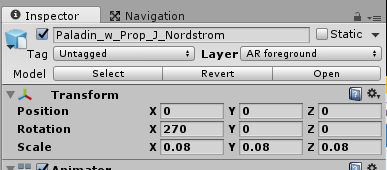 Inspector Navigation
Paladin_w_Prop_J_Nordstrom Static
Tag Untagged Layer AR foreground
Model Select Revert Open
Transform
Position X 0 Y 0 Z 0
Rotation X 270 Y 0 Z 0
Scale X 0.08 Y 0.08 Z 0.08
Animator